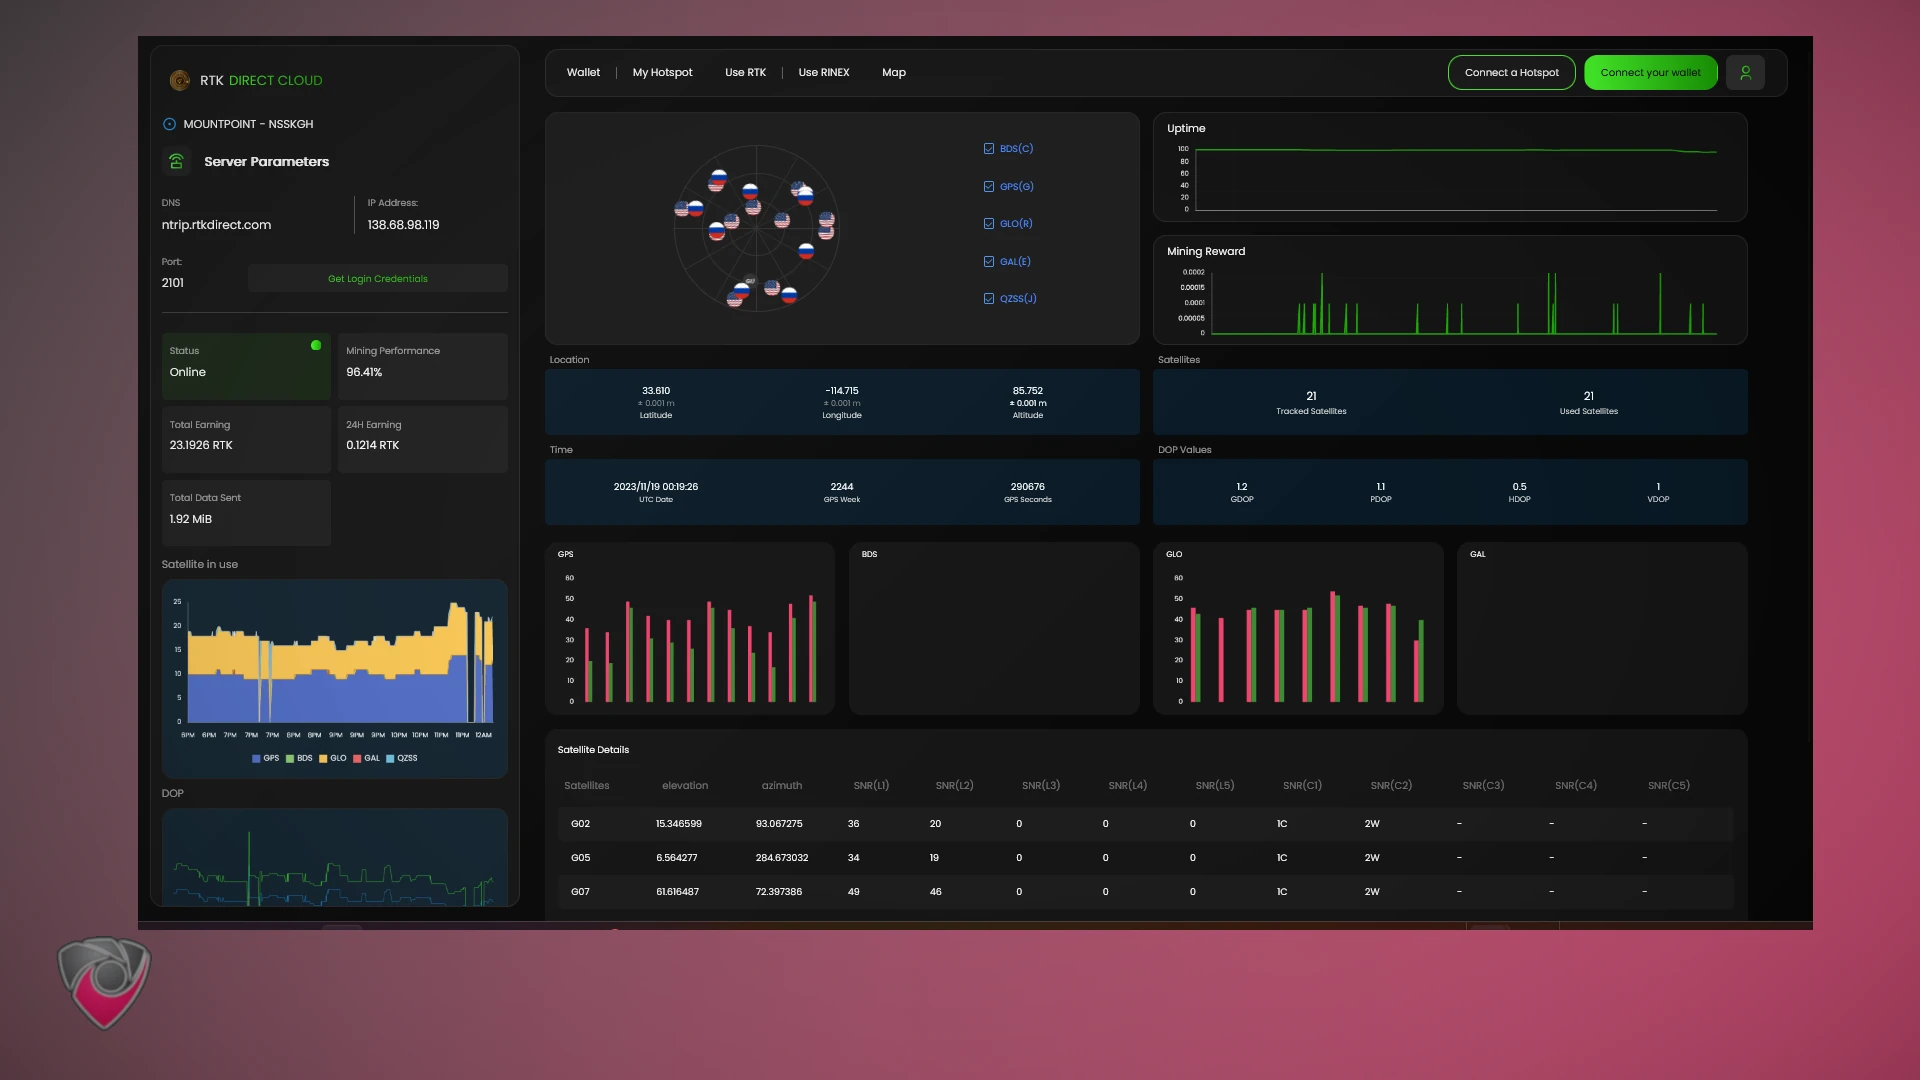 RTK DIRECT CLOUD
MOUNTPOINT - NSSKGH
Server Parameters
DNS
ntrip.rtkdirect.com
IP Address:
138.68.98.119
Port:
2101
Get Login Credentials
Status
Online
Mining Performance
96.41%
Total Earning
23.1926 RTK
24H Earning
0.1214 RTK
Total Data Sent
1.92 MiB
Satellite in use
25
20
15
10
5
0
6PM 6PM 7PM 7PM 7PM 8PM 8PM 9PM 9PM 9PM 10PM 10PM 11PM 11PM 12AM
GPS BDS GLO GAL QZSS
DOP
Wallet | My Hotspot Use RTK | Use RINEX Map
Connect a Hotspot
Connect your wallet
BDS(C)
GPS(G)
GLO(R)
GAL(E)
QZSS(J)
Uptime
100
80
60
40
20
0
Mining Reward
0.0002
0.00015
0.0001
0.00005
0
Location
33.610 -114.715 85.752
± 0.001 m ± 0.001 m ± 0.001 m
Latitude Longitude Altitude
Satellites
21 21
Tracked Satellites Used Satellites
Time
2023/11/19 00:19:26 2244 290676
UTC Date GPS Week GPS Seconds
DOP Values
1.2 1.1 0.5 1
GDOP PDOP HDOP VDOP
GPS
60
50
40
30
20
10
0
BDS
GLO
60
50
40
30
20
10
0
GAL
Satellite Details
Satellites elevation azimuth SNR(L1) SNR(L2) SNR(L3) SNR(L4) SNR(L5) SNR(C1) SNR(C2) SNR(C3) SNR(C4) SNR(C5)
G02 15.346599 93.067275 36 20 0 0 0 1C 2W - - -
G05 6.564277 284.673032 34 19 0 0 0 1C 2W - - -
G07 61.616487 72.397386 49 46 0 0 0 1C 2W - - -